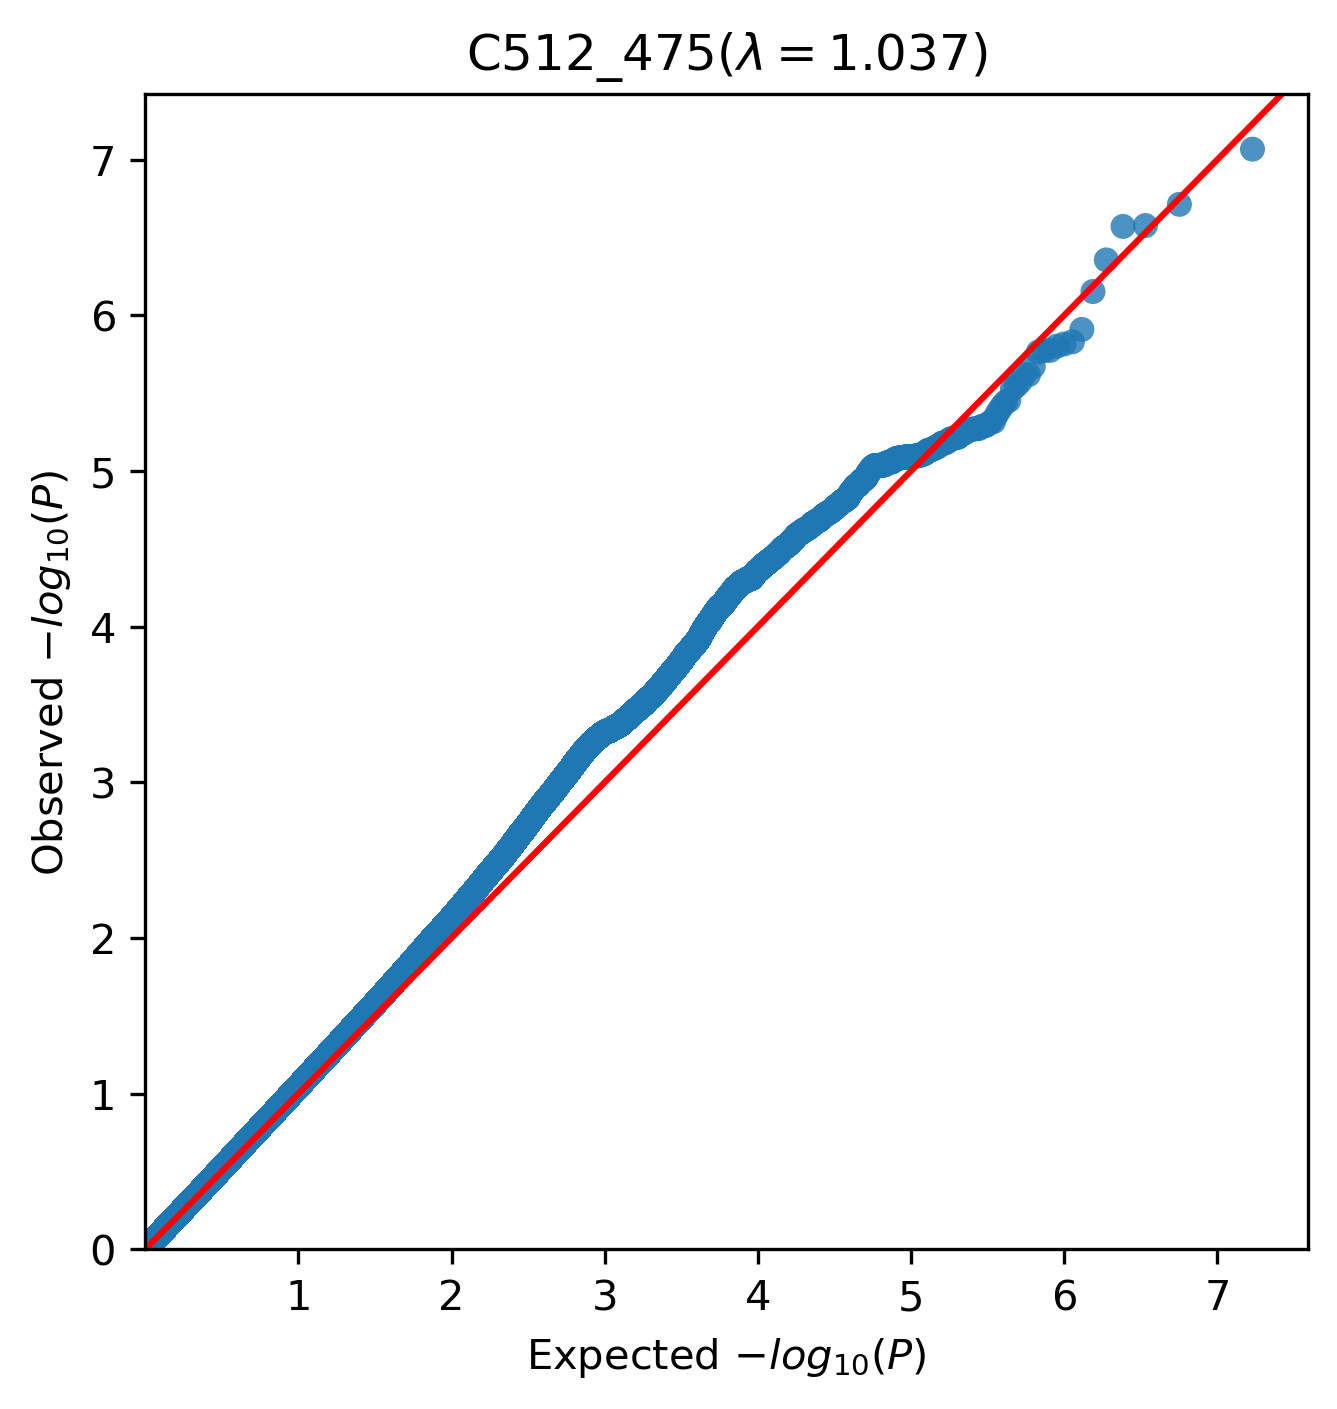 C512_475(λ = 1.037)
Observed −log10(P)
7
6
5
4
3
2
1
0
1 2 3 4 5 6 7
Expected −log10(P)